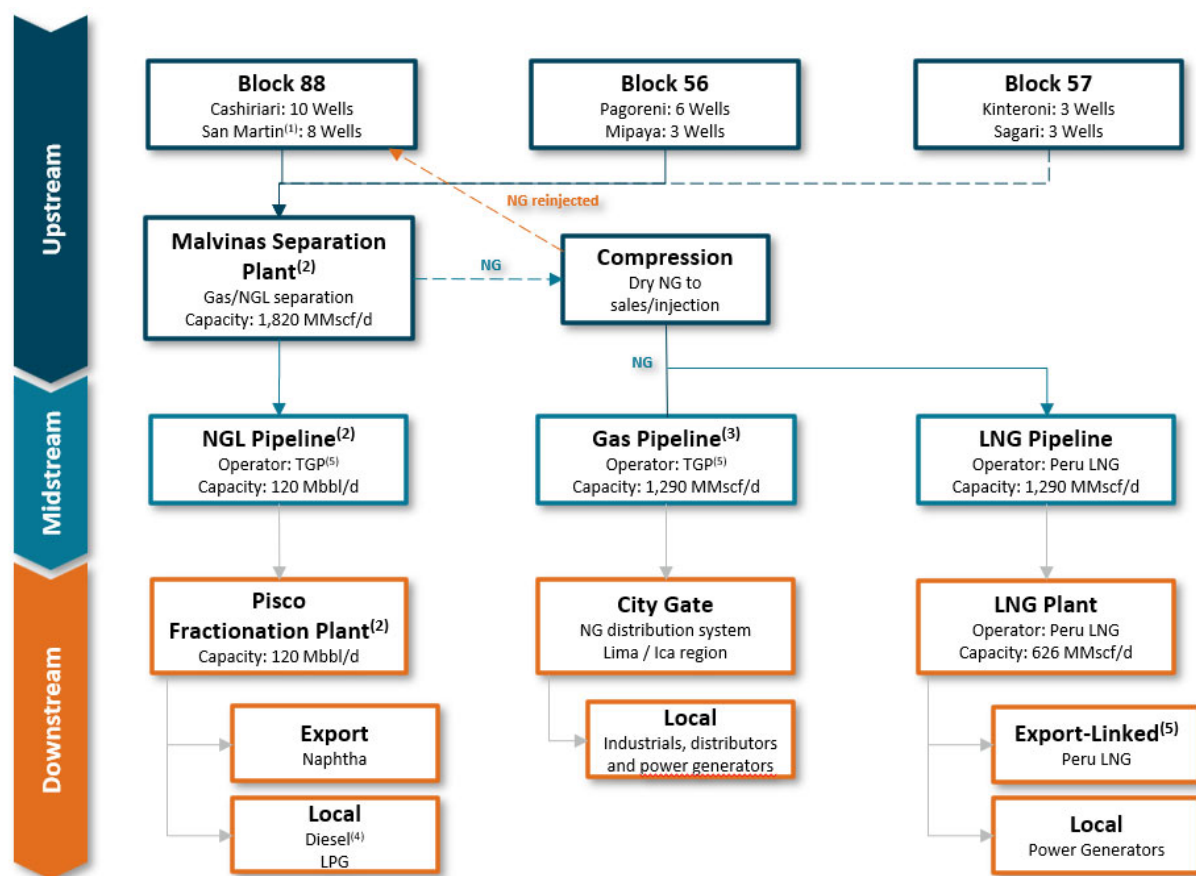 Upstream
Block 88
Cashiriari: 10 Wells
San Martin(1): 8 Wells
Block 56
Pagoreni: 6 Wells
Mipaya: 3 Wells
Block 57
Kinteroni: 3 Wells
Sagari: 3 Wells
NG reinjected
Malvinas Separation
Plant(2)
Gas/NGL separation
Capacity: 1,820 MMscf/d
NG
Compression
Dry NG to
sales/injection
NG
Midstream
NGL Pipeline(2)
Operator: TGP(5)
Capacity: 120 Mbbl/d
Gas Pipeline(3)
Operator: TGP(5)
Capacity: 1,290 MMscf/d
LNG Pipeline
Operator: Peru LNG
Capacity: 1,290 MMscf/d
Downstream
Pisco
Fractionation Plant(2)
Capacity: 120 Mbbl/d
City Gate
NG distribution system
Lima / Ica region
LNG Plant
Operator: Peru LNG
Capacity: 626 MMscf/d
Export
Naphtha
Local
Industrials, distributors
and power generators
Export-Linked(5)
Peru LNG
Local
Diesel(4)
LPG
Local
Power Generators